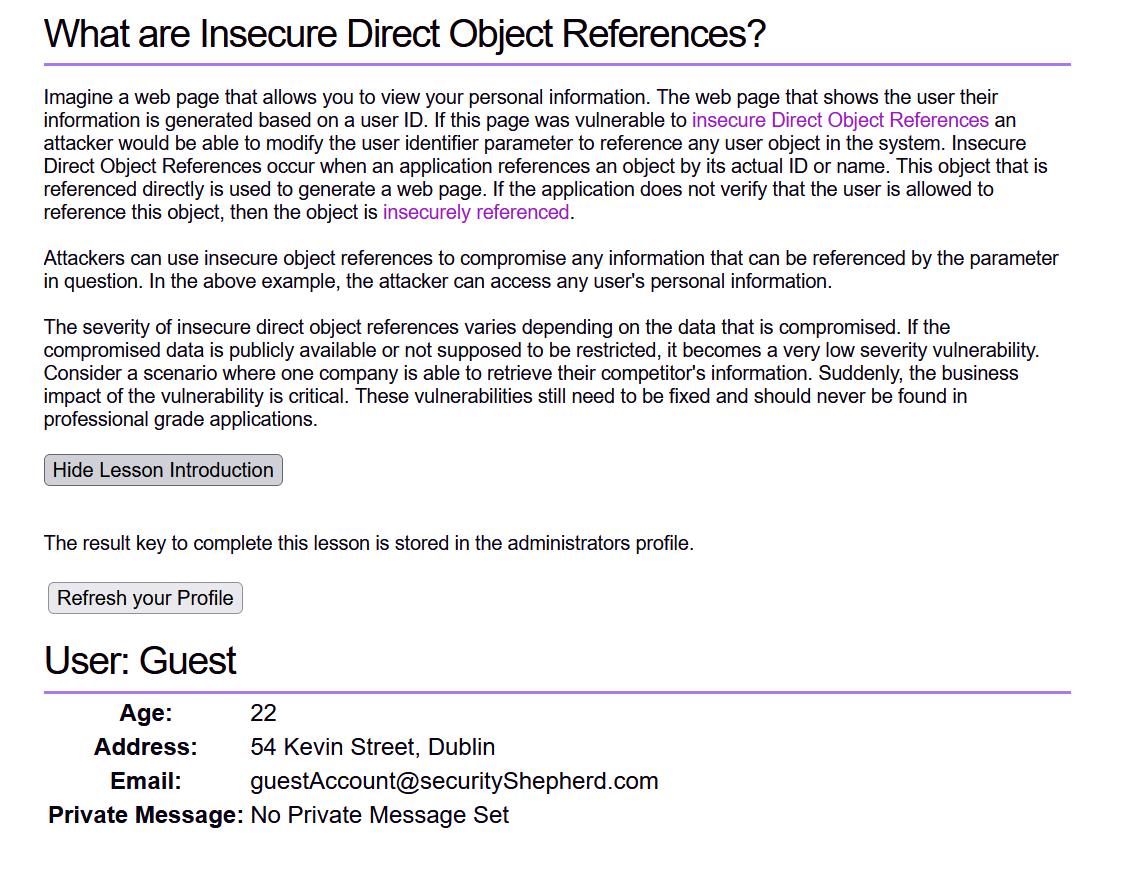 What are Insecure Direct Object References?
Imagine a web page that allows you to view your personal information. The web page that shows the user their
information is generated based on a user ID. If this page was vulnerable to insecure Direct Object References an
attacker would be able to modify the user identifier parameter to reference any user object in the system. Insecure
Direct Object References occur when an application references an object by its actual ID or name. This object that is
referenced directly is used to generate a web page. If the application does not verify that the user is allowed to
reference this object, then the object is insecurely referenced.
Attackers can use insecure object references to compromise any information that can be referenced by the parameter
in question. In the above example, the attacker can access any user's personal information.
The severity of insecure direct object references varies depending on the data that is compromised. If the
compromised data is publicly available or not supposed to be restricted, it becomes a very low severity vulnerability.
Consider a scenario where one company is able to retrieve their competitor's information. Suddenly, the business
impact of the vulnerability is critical. These vulnerabilities still need to be fixed and should never be found in
professional grade applications.
Hide Lesson Introduction
The result key to complete this lesson is stored in the administrators profile.
Refresh your Profile
User: Guest
Age: 22
Address: 54 Kevin Street, Dublin
Email: guestAccount@securityShepherd.com
Private Message: No Private Message Set